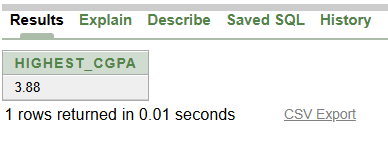 Results Explain Describe Saved SQL History
HIGHEST_CGPA
3.88
1 rows returned in 0.01 seconds CSV Export